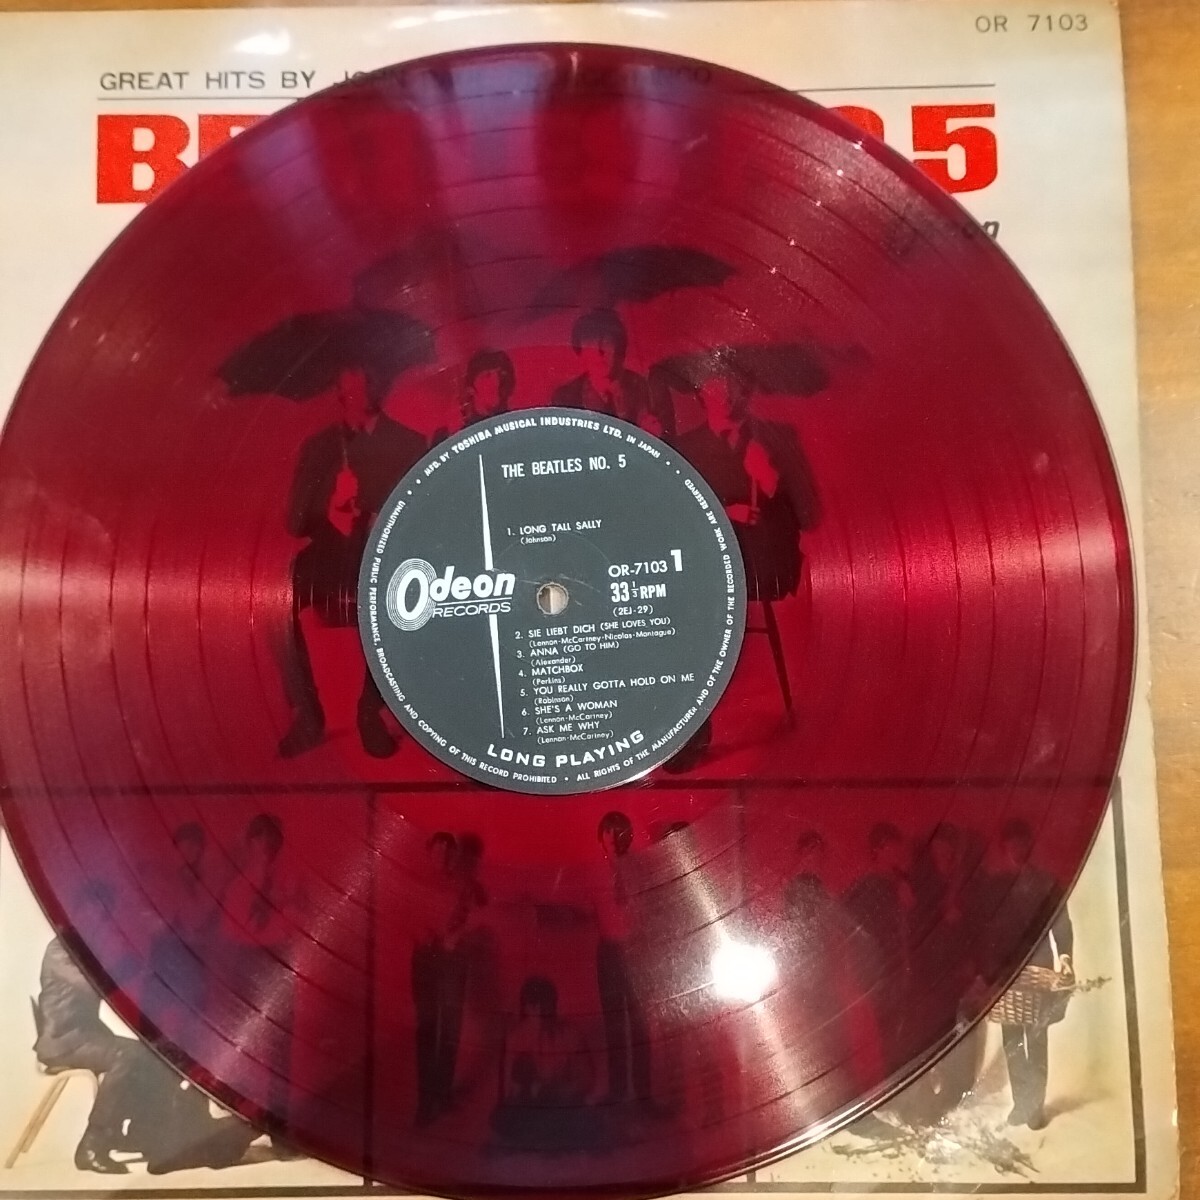 OR 7103
GREAT HITS BY JOHN
5
MFD. BY TOSHIBA MUSICAL INDUSTRIES LTD. IN JAPAN
THE BEATLES NO. 5
1. LONG TALL SALLY
(Johnson)
Odeon
RECORDS
OR-7103 1
33 1/3 RPM
(2EJ-29)
2. SIE LIEBT DICH (SHE LOVES YOU)
(Lennon-McCartney-Nicolas-Montague)
3. ANNA (GO TO HIM)
(Alexander)
4. MATCHBOX
(Perkins)
5. YOU REALLY GOTTA HOLD ON ME
(Robinson)
6. SHE'S A WOMAN
(Lennon-McCartney)
7. ASK ME WHY
(Lennon-McCartney)
LONG PLAYING
UNAUTHORIZED PUBLIC PERFORMANCE, BROADCASTING AND COPYING OF THIS RECORD PROHIBITED • ALL RIGHTS OF THE MANUFACTURER AND OF THE OWNER OF THE RECORDED WORK ARE RESERVED